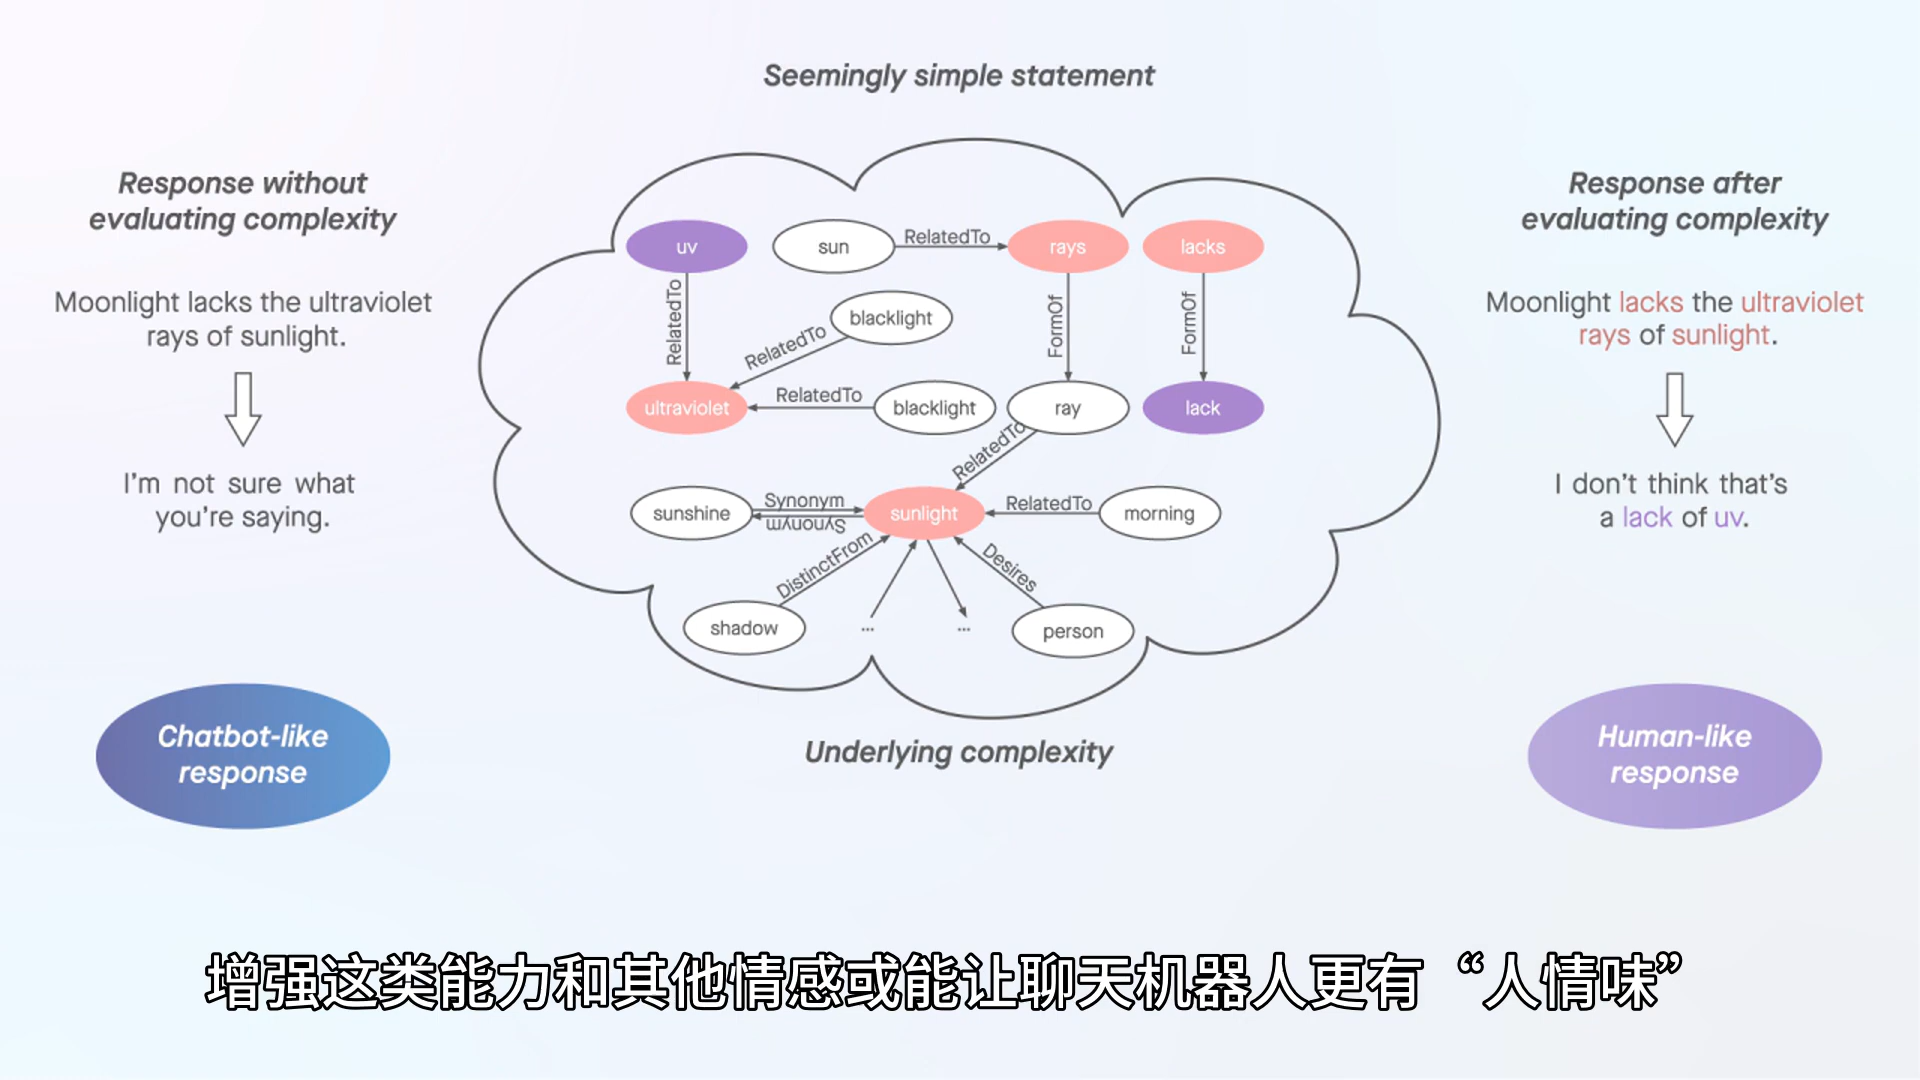 Seemingly simple statement
Response without
evaluating complexity
Moonlight lacks the ultraviolet
rays of sunlight.
I'm not sure what
you're saying.
Chatbot-like
response
uv
sun
RelatedTo
rays
lacks
RelatedTo
blacklight
RelatedTo
FormOf
FormOf
ultraviolet
RelatedTo
blacklight
ray
lack
RelatedTo
sunshine
Synonym
Synonym
sunlight
RelatedTo
morning
DistinctFrom
Desires
shadow
...
...
person
Underlying complexity
Response after
evaluating complexity
Moonlight lacks the ultraviolet
rays of sunlight.
I don't think that's
a lack of uv.
Human-like
response
增强这类能力和其他情感或能让聊天机器人更有“人情味”